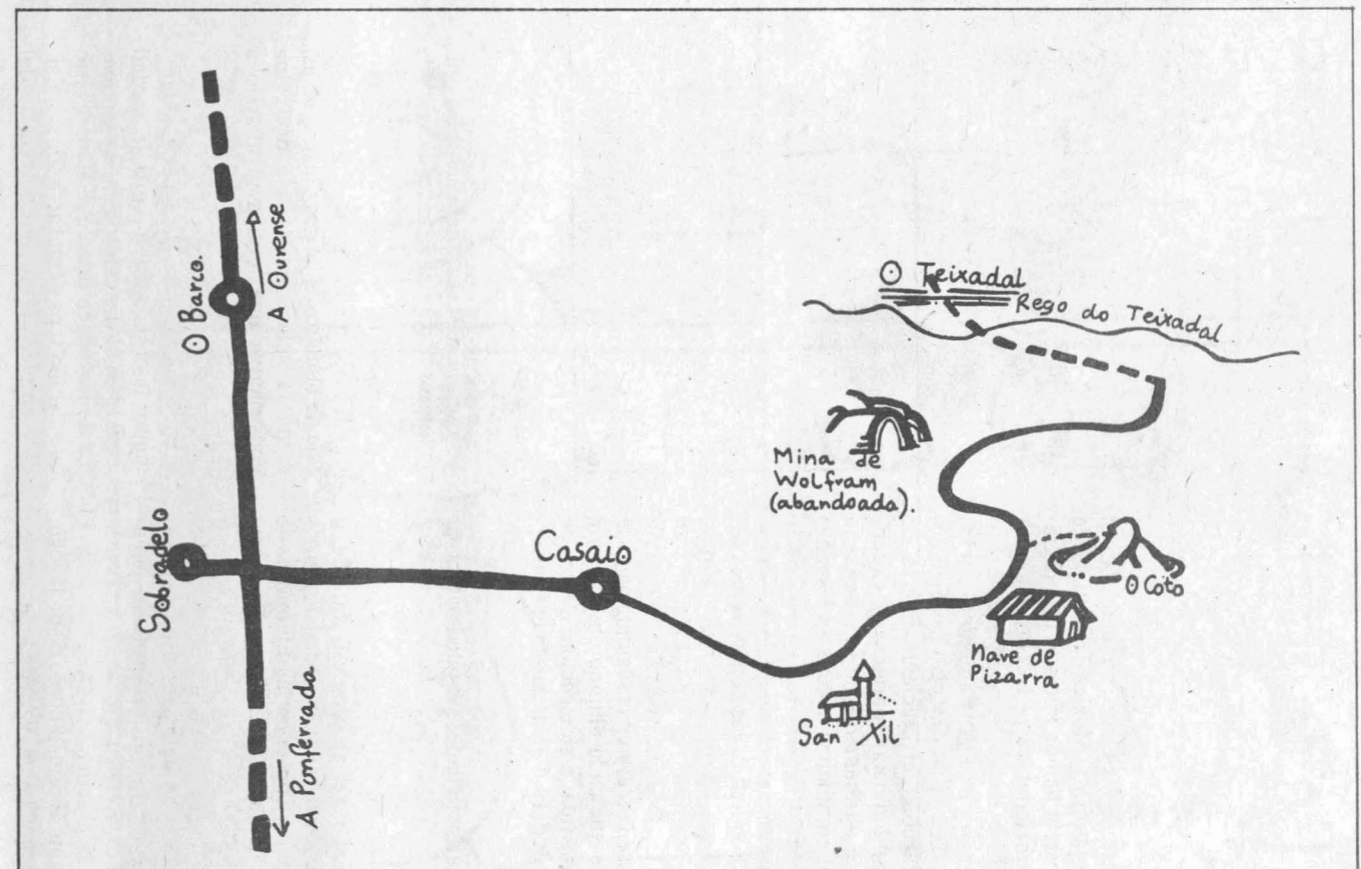 O Barco.
A Ourense
O Teixadal
Rego do Teixadal
Mina de
Wolfram
(abandoada).
Sobradelo
Casaio
O Coto
Nave de
Pizarra
San Xil
A Ponferrada